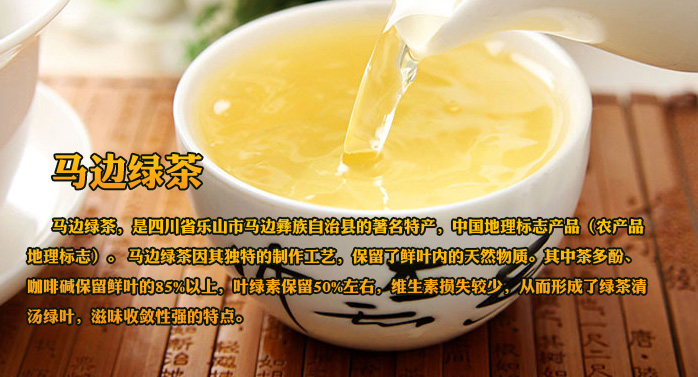 马边绿茶
马边绿茶，是四川省乐山市马边彝族自治县的著名特产，中国地理标志产品（农产品
地理标志）。 马边绿茶因其独特的制作工艺，保留了鲜叶内的天然物质。其中茶多酚、
咖啡碱保留鲜叶的85%以上，叶绿素保留50%左右，维生素损失较少，从而形成了绿茶清
汤绿叶，滋味收敛性强的特点。